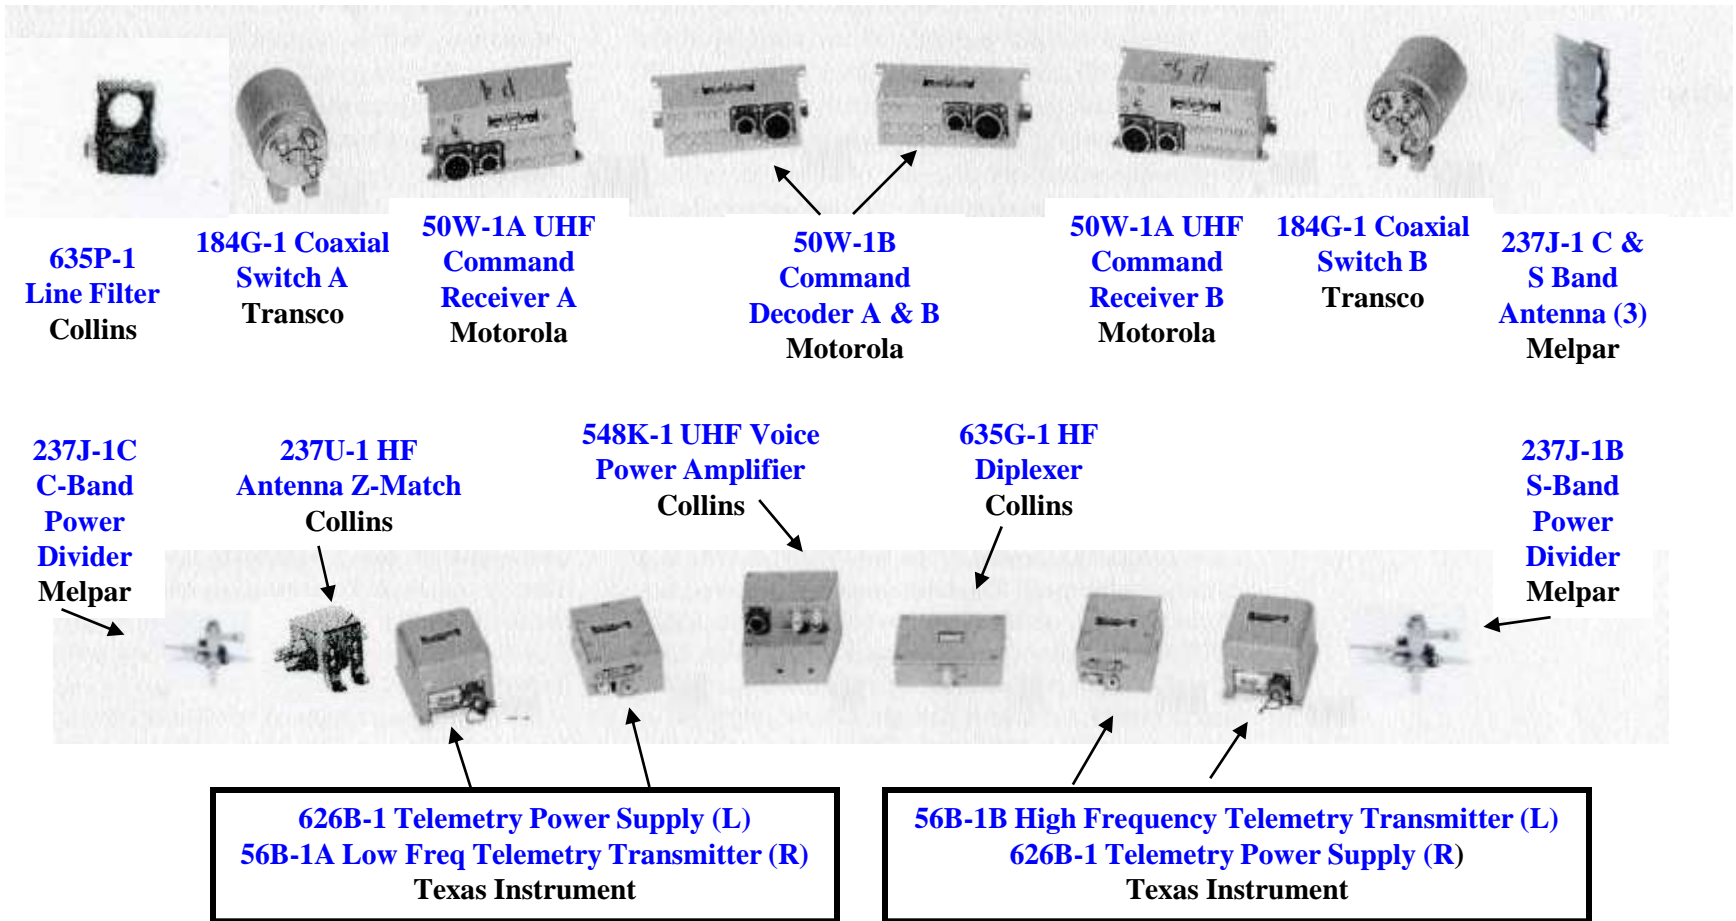 635P-1
Line Filter
Collins
184G-1 Coaxial
Switch A
Transco
50W-1A UHF
Command
Receiver A
Motorola
50W-1B
Command
Decoder A & B
Motorola
50W-1A UHF
Command
Receiver B
Motorola
184G-1 Coaxial
Switch B
Transco
237J-1 C &
S Band
Antenna (3)
Melpar
237J-1C
C-Band
Power
Divider
Melpar
237U-1 HF
Antenna Z-Match
Collins
548K-1 UHF Voice
Power Amplifier
Collins
635G-1 HF
Diplexer
Collins
237J-1B
S-Band
Power
Divider
Melpar
626B-1 Telemetry Power Supply (L)
56B-1A Low Freq Telemetry Transmitter (R)
Texas Instrument
56B-1B High Frequency Telemetry Transmitter (L)
626B-1 Telemetry Power Supply (R)
Texas Instrument